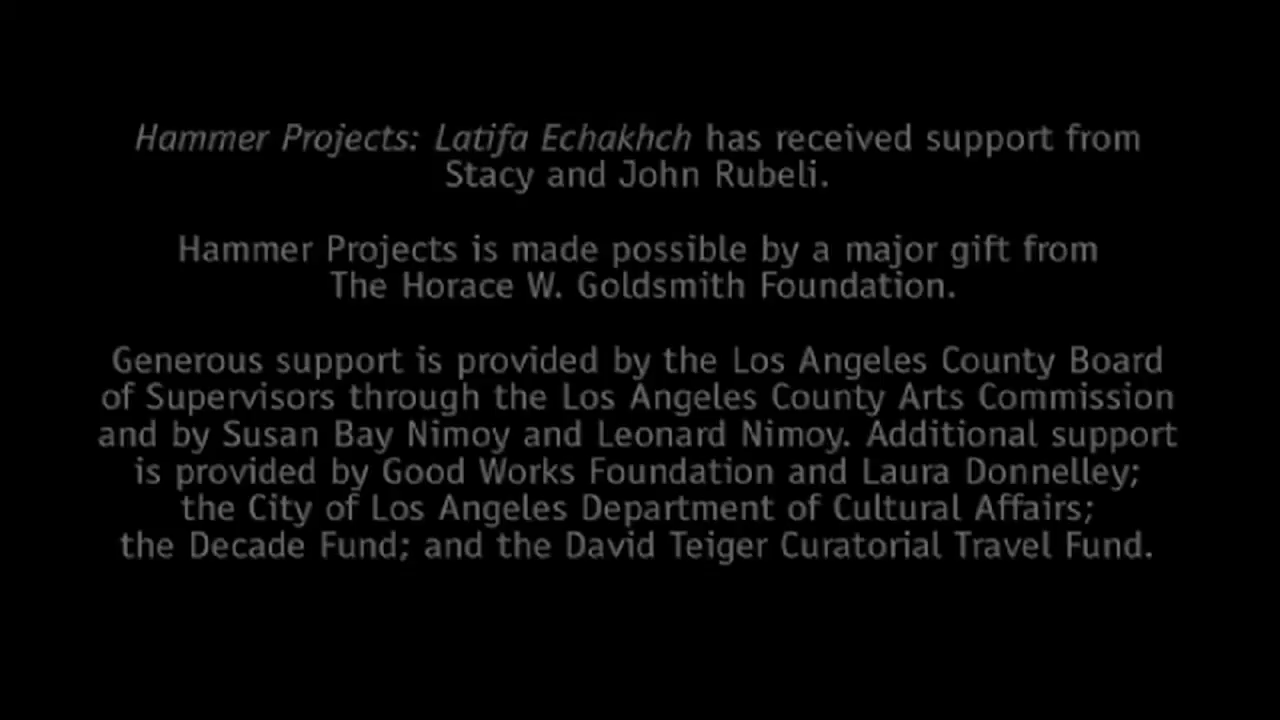 Hammer Projects: Latifa Echakhch has received support from
Stacy and John Rubeli.
Hammer Projects is made possible by a major gift from
The Horace W. Goldsmith Foundation.
Generous support is provided by the Los Angeles County Board
of Supervisors through the Los Angeles County Arts Commission
and by Susan Bay Nimoy and Leonard Nimoy. Additional support
is provided by Good Works Foundation and Laura Donnelley;
the City of Los Angeles Department of Cultural Affairs;
the Decade Fund; and the David Teiger Curatorial Travel Fund.